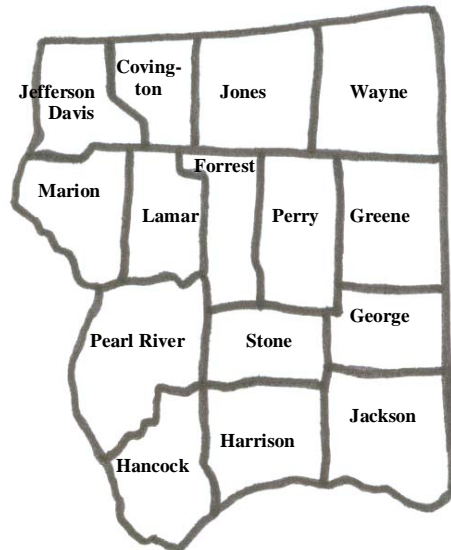 Coving-
ton
Jones
Wayne
Jefferson
Davis
Forrest
Marion
Lamar
Perry
Greene
George
Pearl River
Stone
Jackson
Harrison
Hancock